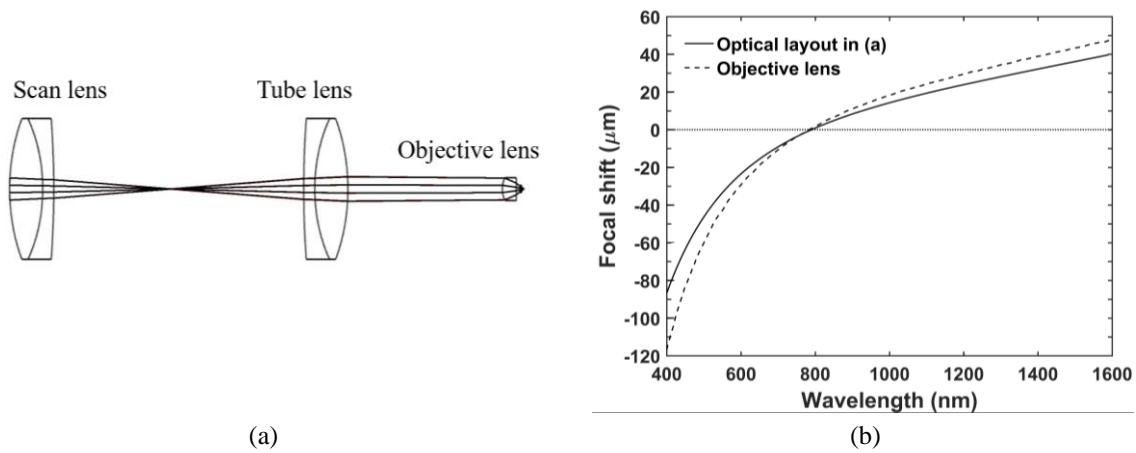 Scan lens
Tube lens
Objective lens
(a)
60
40
20
0
-20
-40
-60
-80
-100
-120
Focal shift (μm)
Optical layout in (a)
Objective lens
400
600
800
1000
1200
1400
1600
Wavelength (nm)
(b)